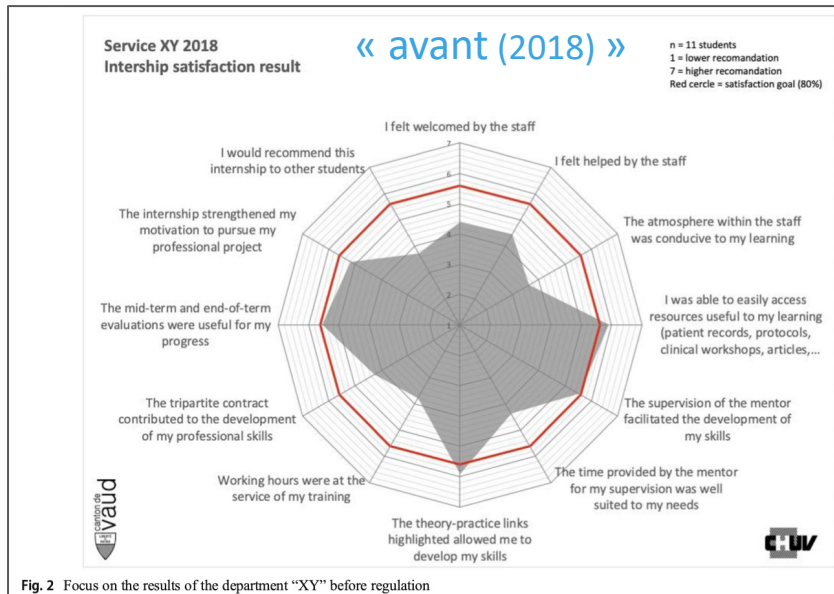 Service XY 2018
Intership satisfaction result
« avant (2018) »
n = 11 students
1 = lower recomandation
7 = higher recomandation
Red cercle = satisfaction goal (80%)
I felt welcomed by the staff
I felt helped by the staff
The atmosphere within the staff
was conducive to my learning
I was able to easily access
resources useful to my learning
(patient records, protocols,
clinical workshops, articles,...
The supervision of the mentor
facilitated the development of
my skills
The time provided by the mentor
for my supervision was well
suited to my needs
The theory-practice links
highlighted allowed me to
develop my skills
Working hours were at the
service of my training
The tripartite contract
contributed to the development
of my professional skills
The mid-term and end-of-term
evaluations were useful for my
progress
The internship strengthened my
motivation to pursue my
professional project
I would recommend this
internship to other students
7
6
5
4
3
2
1
canton de
vaud
CHUV
Fig. 2 Focus on the results of the department “XY” before regulation